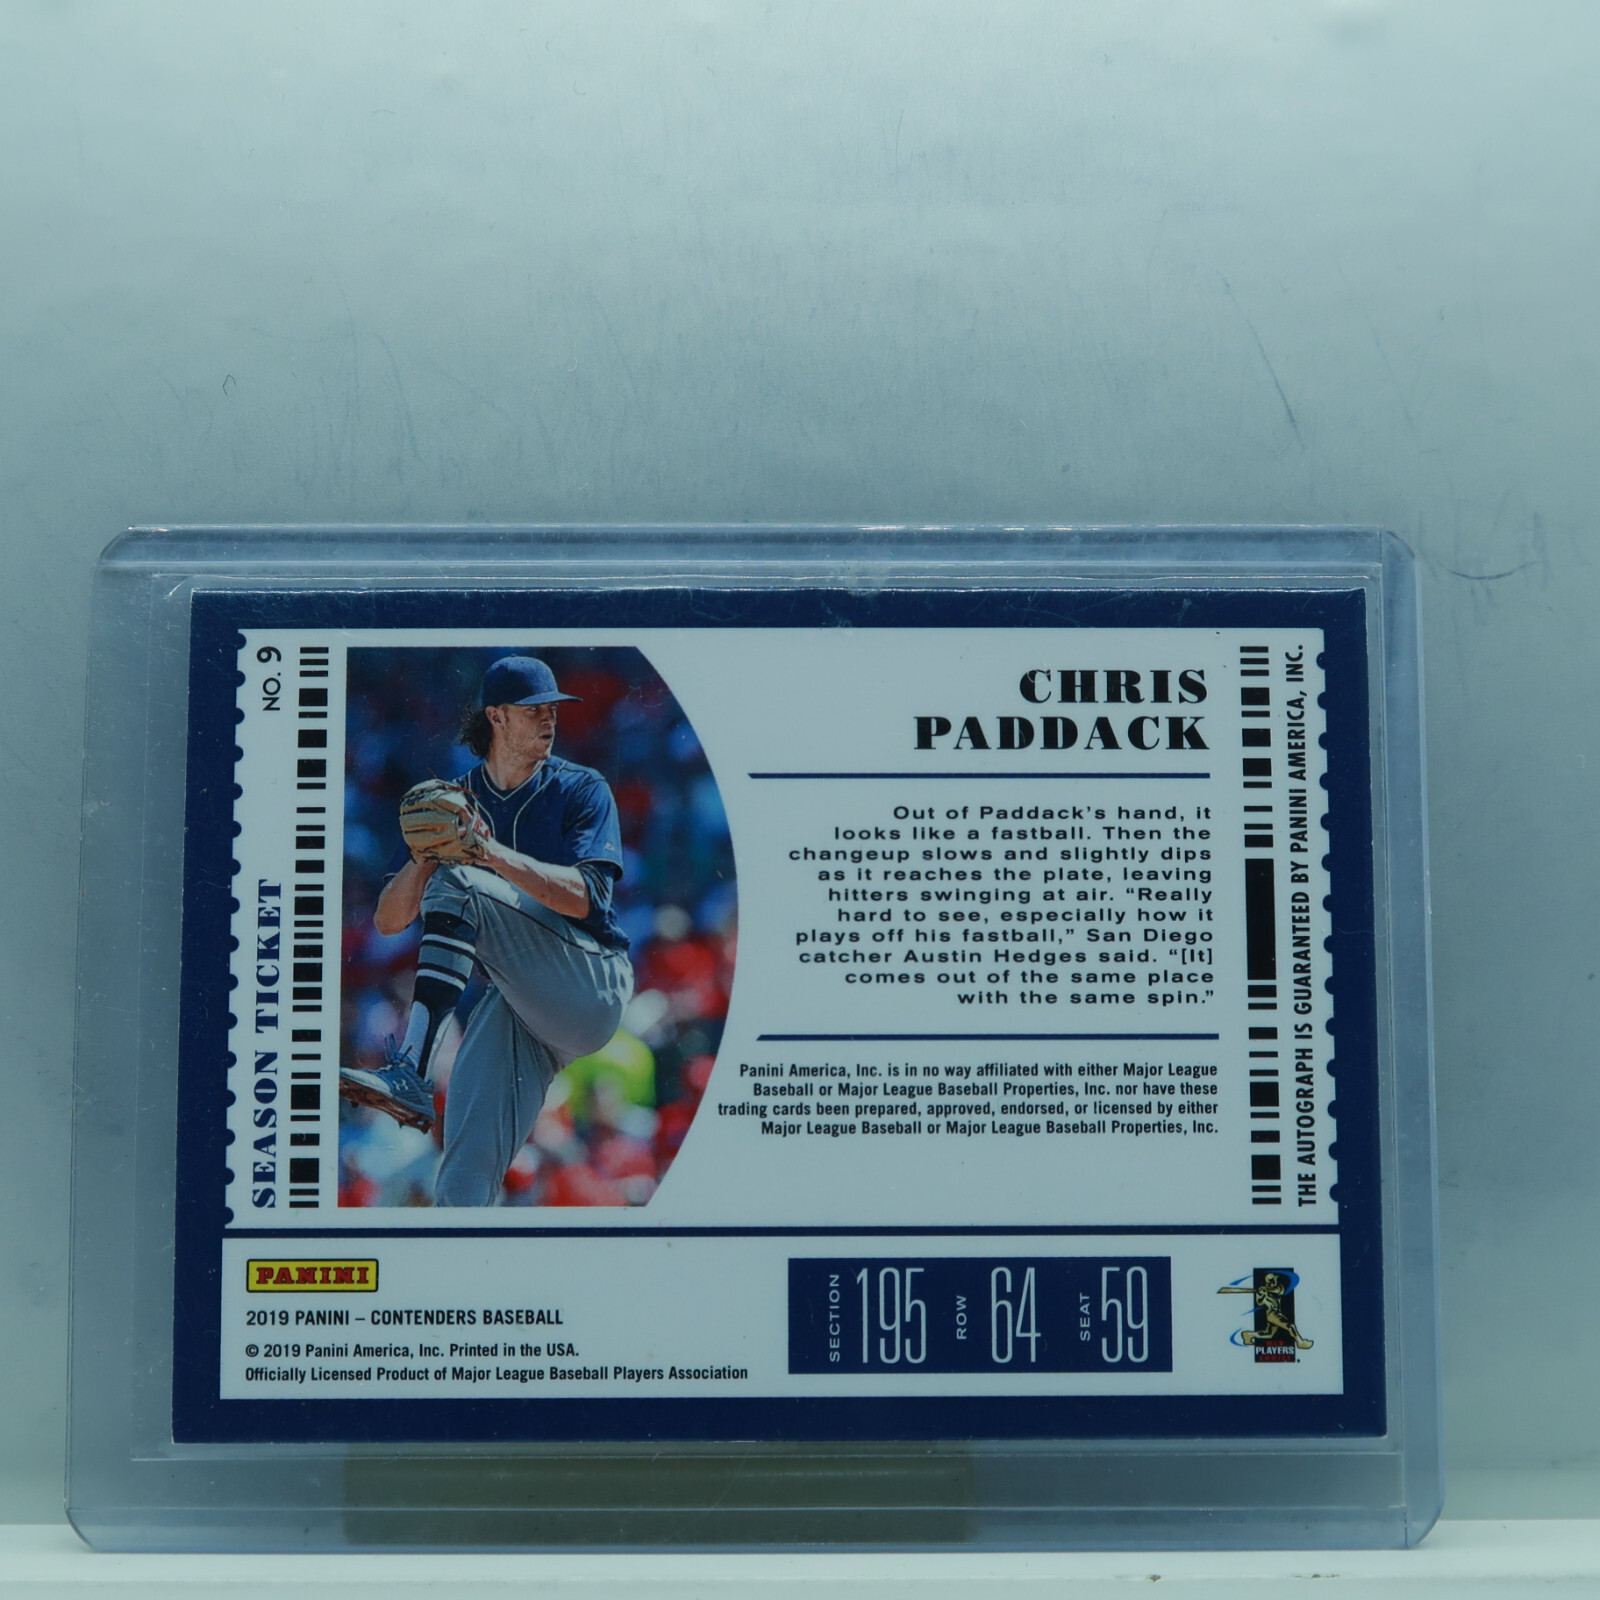 NO. 9
SEASON TICKET
CHRIS
PADDACK
Out of Paddack's hand, it
looks like a fastball. Then the
changeup slows and slightly dips
as it reaches the plate, leaving
hitters swinging at air. “Really
hard to see, especially how it
plays off his fastball,” San Diego
catcher Austin Hedges said. “[It]
comes out of the same place
with the same spin.”
Panini America, Inc. is in no way affiliated with either Major League
Baseball or Major League Baseball Properties, Inc. nor have these
trading cards been prepared, approved, endorsed, or licensed by either
Major League Baseball or Major League Baseball Properties, Inc.
THE AUTOGRAPH IS GUARANTEED BY PANINI AMERICA, INC.
PANINI
2019 PANINI – CONTENDERS BASEBALL
© 2019 Panini America, Inc. Printed in the USA.
Officially Licensed Product of Major League Baseball Players Association
SECTION 195 ROW 64 SEAT 59
PLAYERS